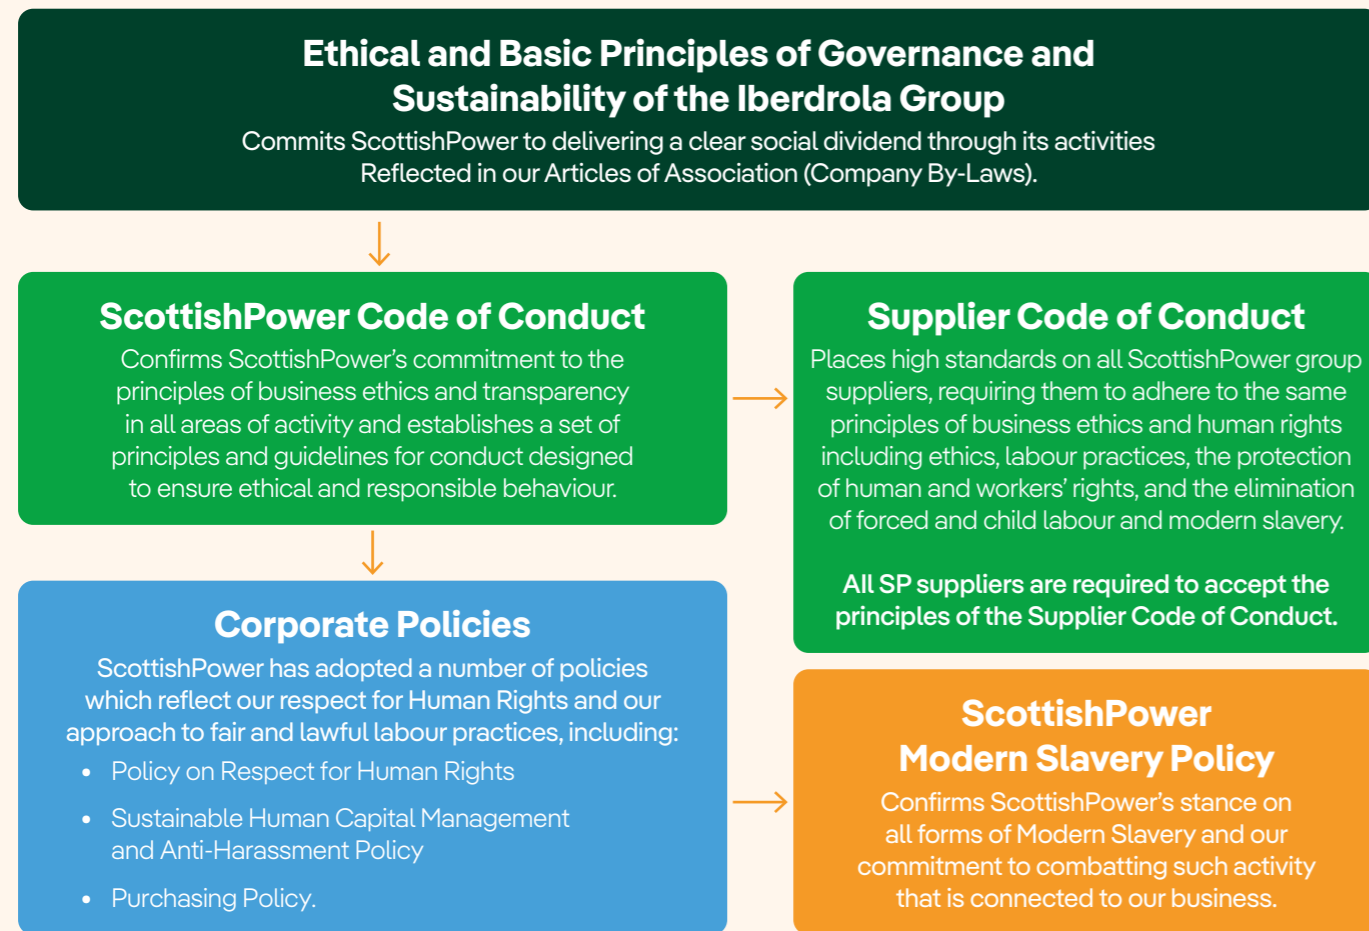 Ethical and Basic Principles of Governance and
Sustainability of the Iberdrola Group
Commits ScottishPower to delivering a clear social dividend through its activities
Reflected in our Articles of Association (Company By-Laws).
ScottishPower Code of Conduct
Confirms ScottishPower’s commitment to the
principles of business ethics and transparency
in all areas of activity and establishes a set of
principles and guidelines for conduct designed
to ensure ethical and responsible behaviour.
Supplier Code of Conduct
Places high standards on all ScottishPower group
suppliers, requiring them to adhere to the same
principles of business ethics and human rights
including ethics, labour practices, the protection
of human and workers’ rights, and the elimination
of forced and child labour and modern slavery.
All SP suppliers are required to accept the
principles of the Supplier Code of Conduct.
Corporate Policies
ScottishPower has adopted a number of policies
which reflect our respect for Human Rights and our
approach to fair and lawful labour practices, including:
• Policy on Respect for Human Rights
• Sustainable Human Capital Management
and Anti-Harassment Policy
• Purchasing Policy.
ScottishPower
Modern Slavery Policy
Confirms ScottishPower’s stance on
all forms of Modern Slavery and our
commitment to combatting such activity
that is connected to our business.